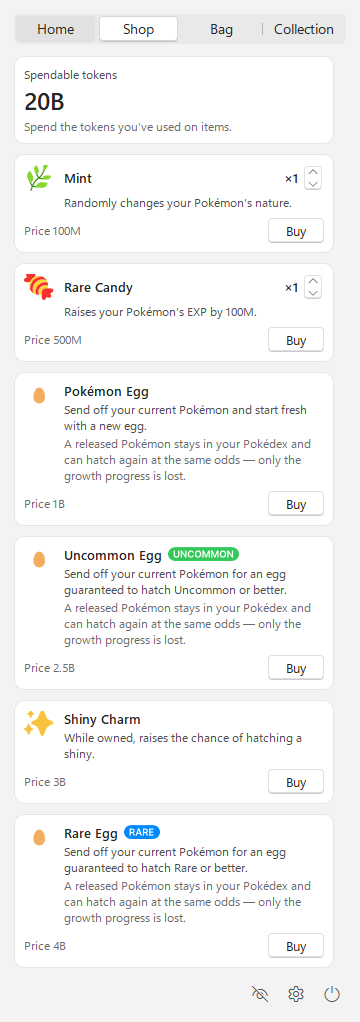 Home Shop Bag Collection
Spendable tokens
20B
Spend the tokens you've used on items.
Mint ×1
Randomly changes your Pokémon's nature.
Price 100M Buy
Rare Candy ×1
Raises your Pokémon's EXP by 100M.
Price 500M Buy
Pokémon Egg
Send off your current Pokémon and start fresh
with a new egg.
A released Pokémon stays in your Pokédex and
can hatch again at the same odds — only the
growth progress is lost.
Price 1B Buy
Uncommon Egg UNCOMMON
Send off your current Pokémon for an egg
guaranteed to hatch Uncommon or better.
A released Pokémon stays in your Pokédex and
can hatch again at the same odds — only the
growth progress is lost.
Price 2.5B Buy
Shiny Charm
While owned, raises the chance of hatching a
shiny.
Price 3B Buy
Rare Egg RARE
Send off your current Pokémon for an egg
guaranteed to hatch Rare or better.
A released Pokémon stays in your Pokédex and
can hatch again at the same odds — only the
growth progress is lost.
Price 4B Buy